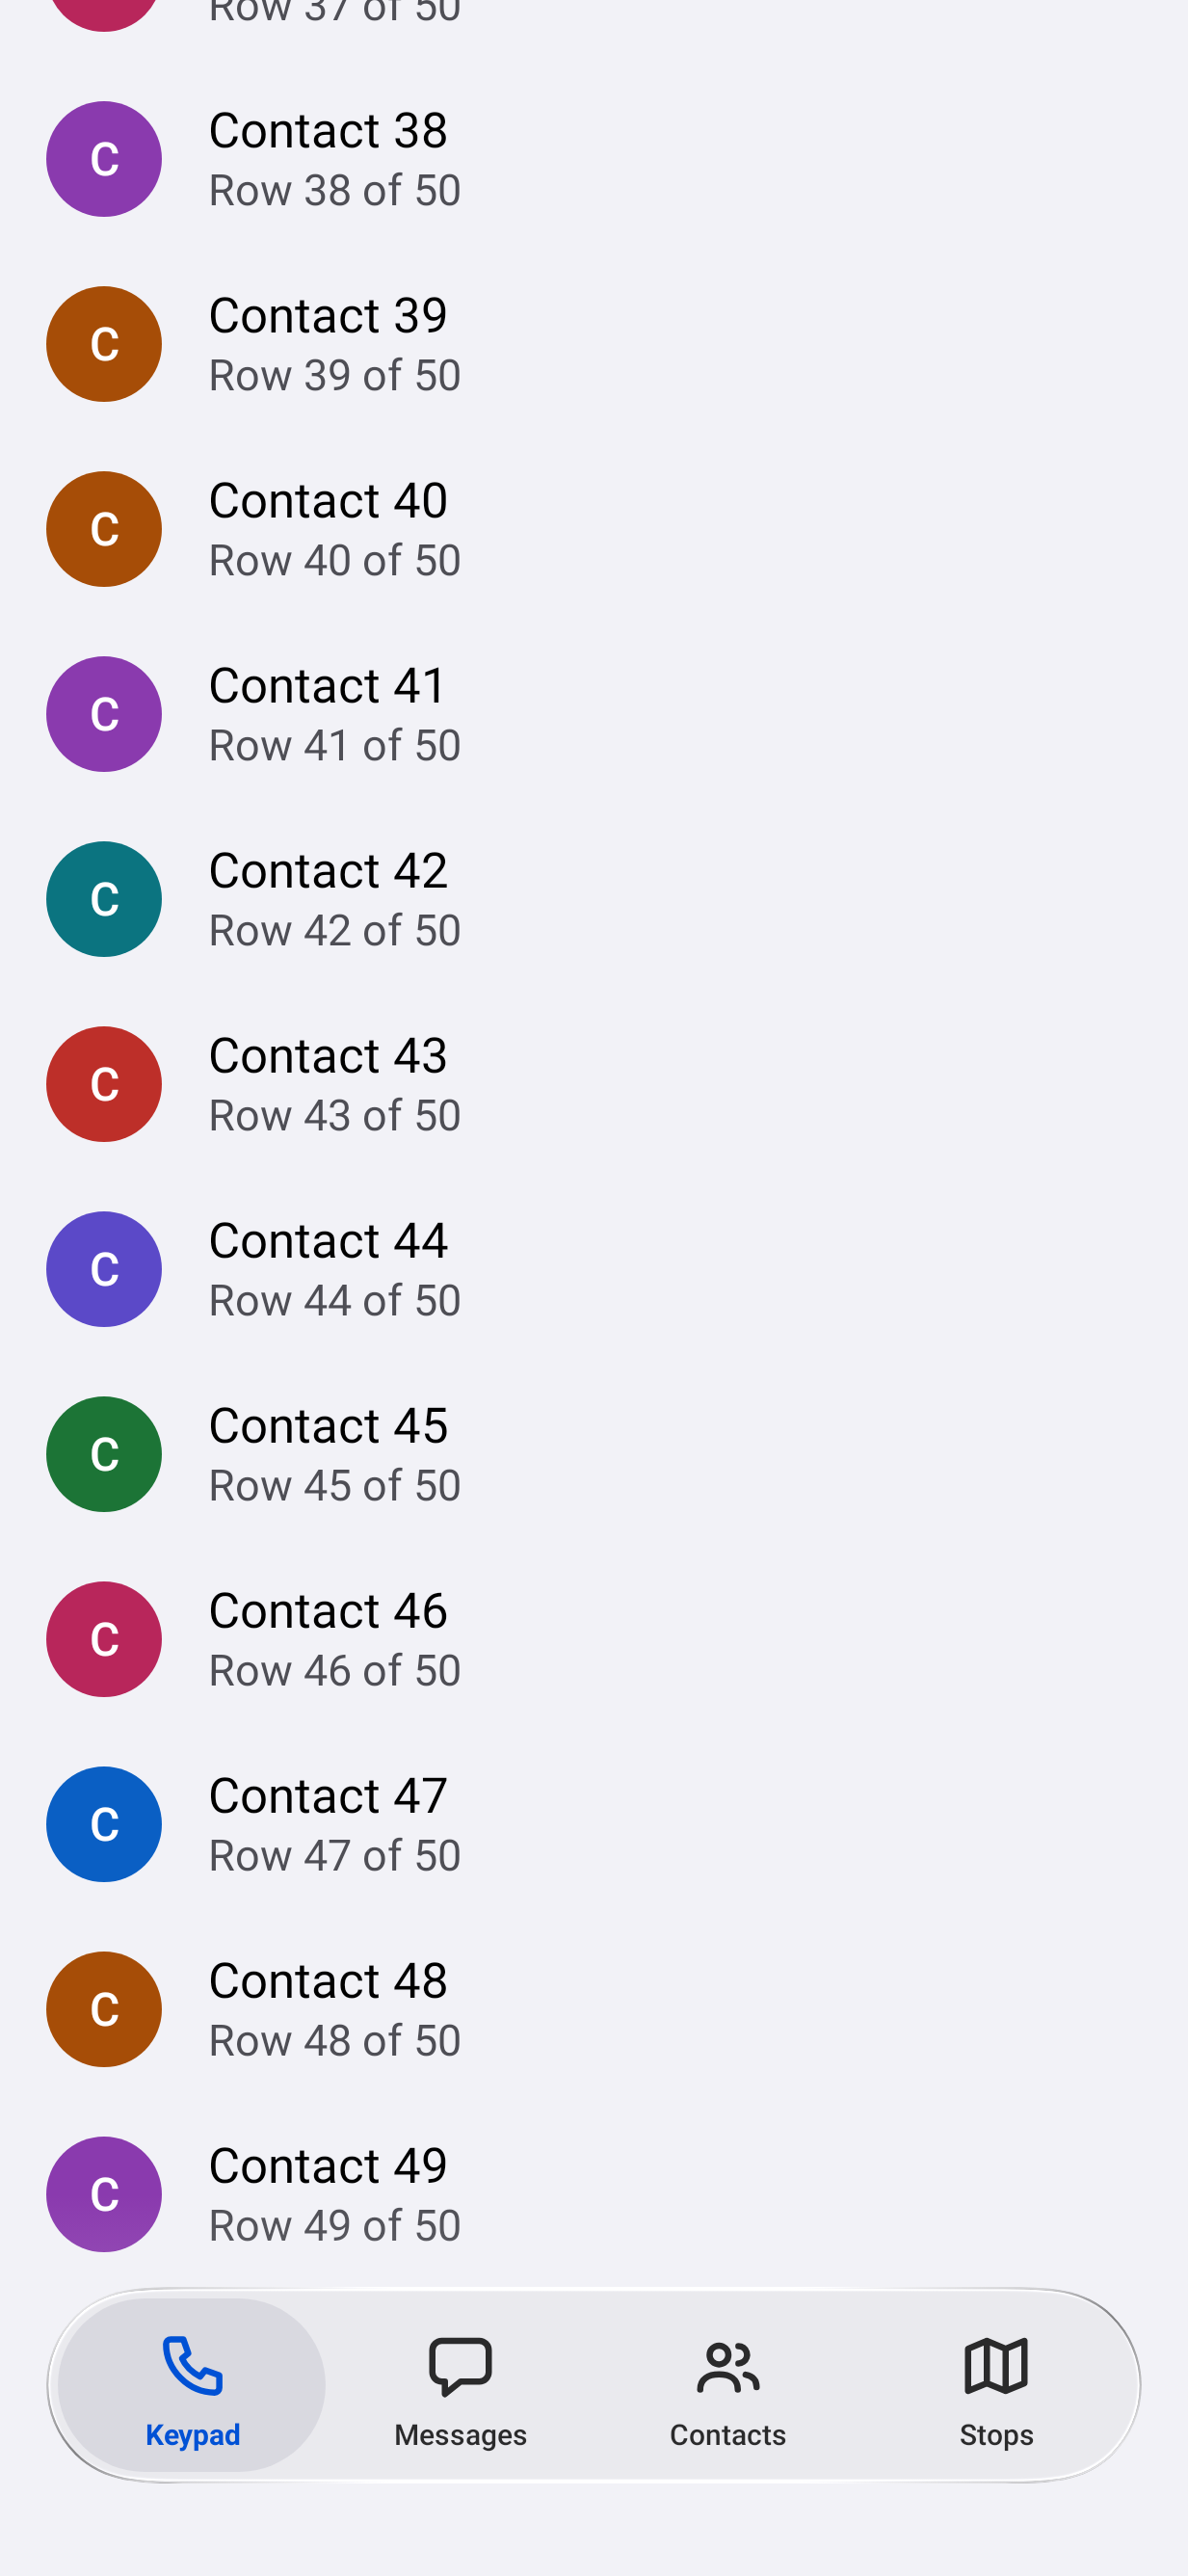 Row 37 of 50
C
Contact 38
Row 38 of 50
C
Contact 39
Row 39 of 50
C
Contact 40
Row 40 of 50
C
Contact 41
Row 41 of 50
C
Contact 42
Row 42 of 50
C
Contact 43
Row 43 of 50
C
Contact 44
Row 44 of 50
C
Contact 45
Row 45 of 50
C
Contact 46
Row 46 of 50
C
Contact 47
Row 47 of 50
C
Contact 48
Row 48 of 50
C
Contact 49
Row 49 of 50
Keypad
Messages
Contacts
Stops